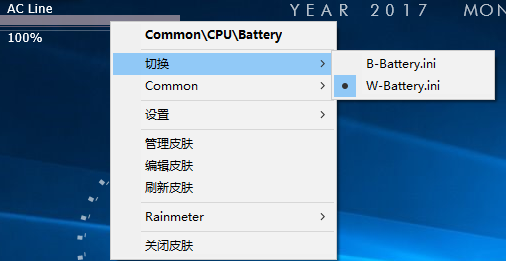 AC Line
YEAR 2017 MON
100%
Common\CPU\Battery
切换
Common
设置
管理皮肤
编辑皮肤
刷新皮肤
Rainmeter
关闭皮肤
B-Battery.ini
W-Battery.ini